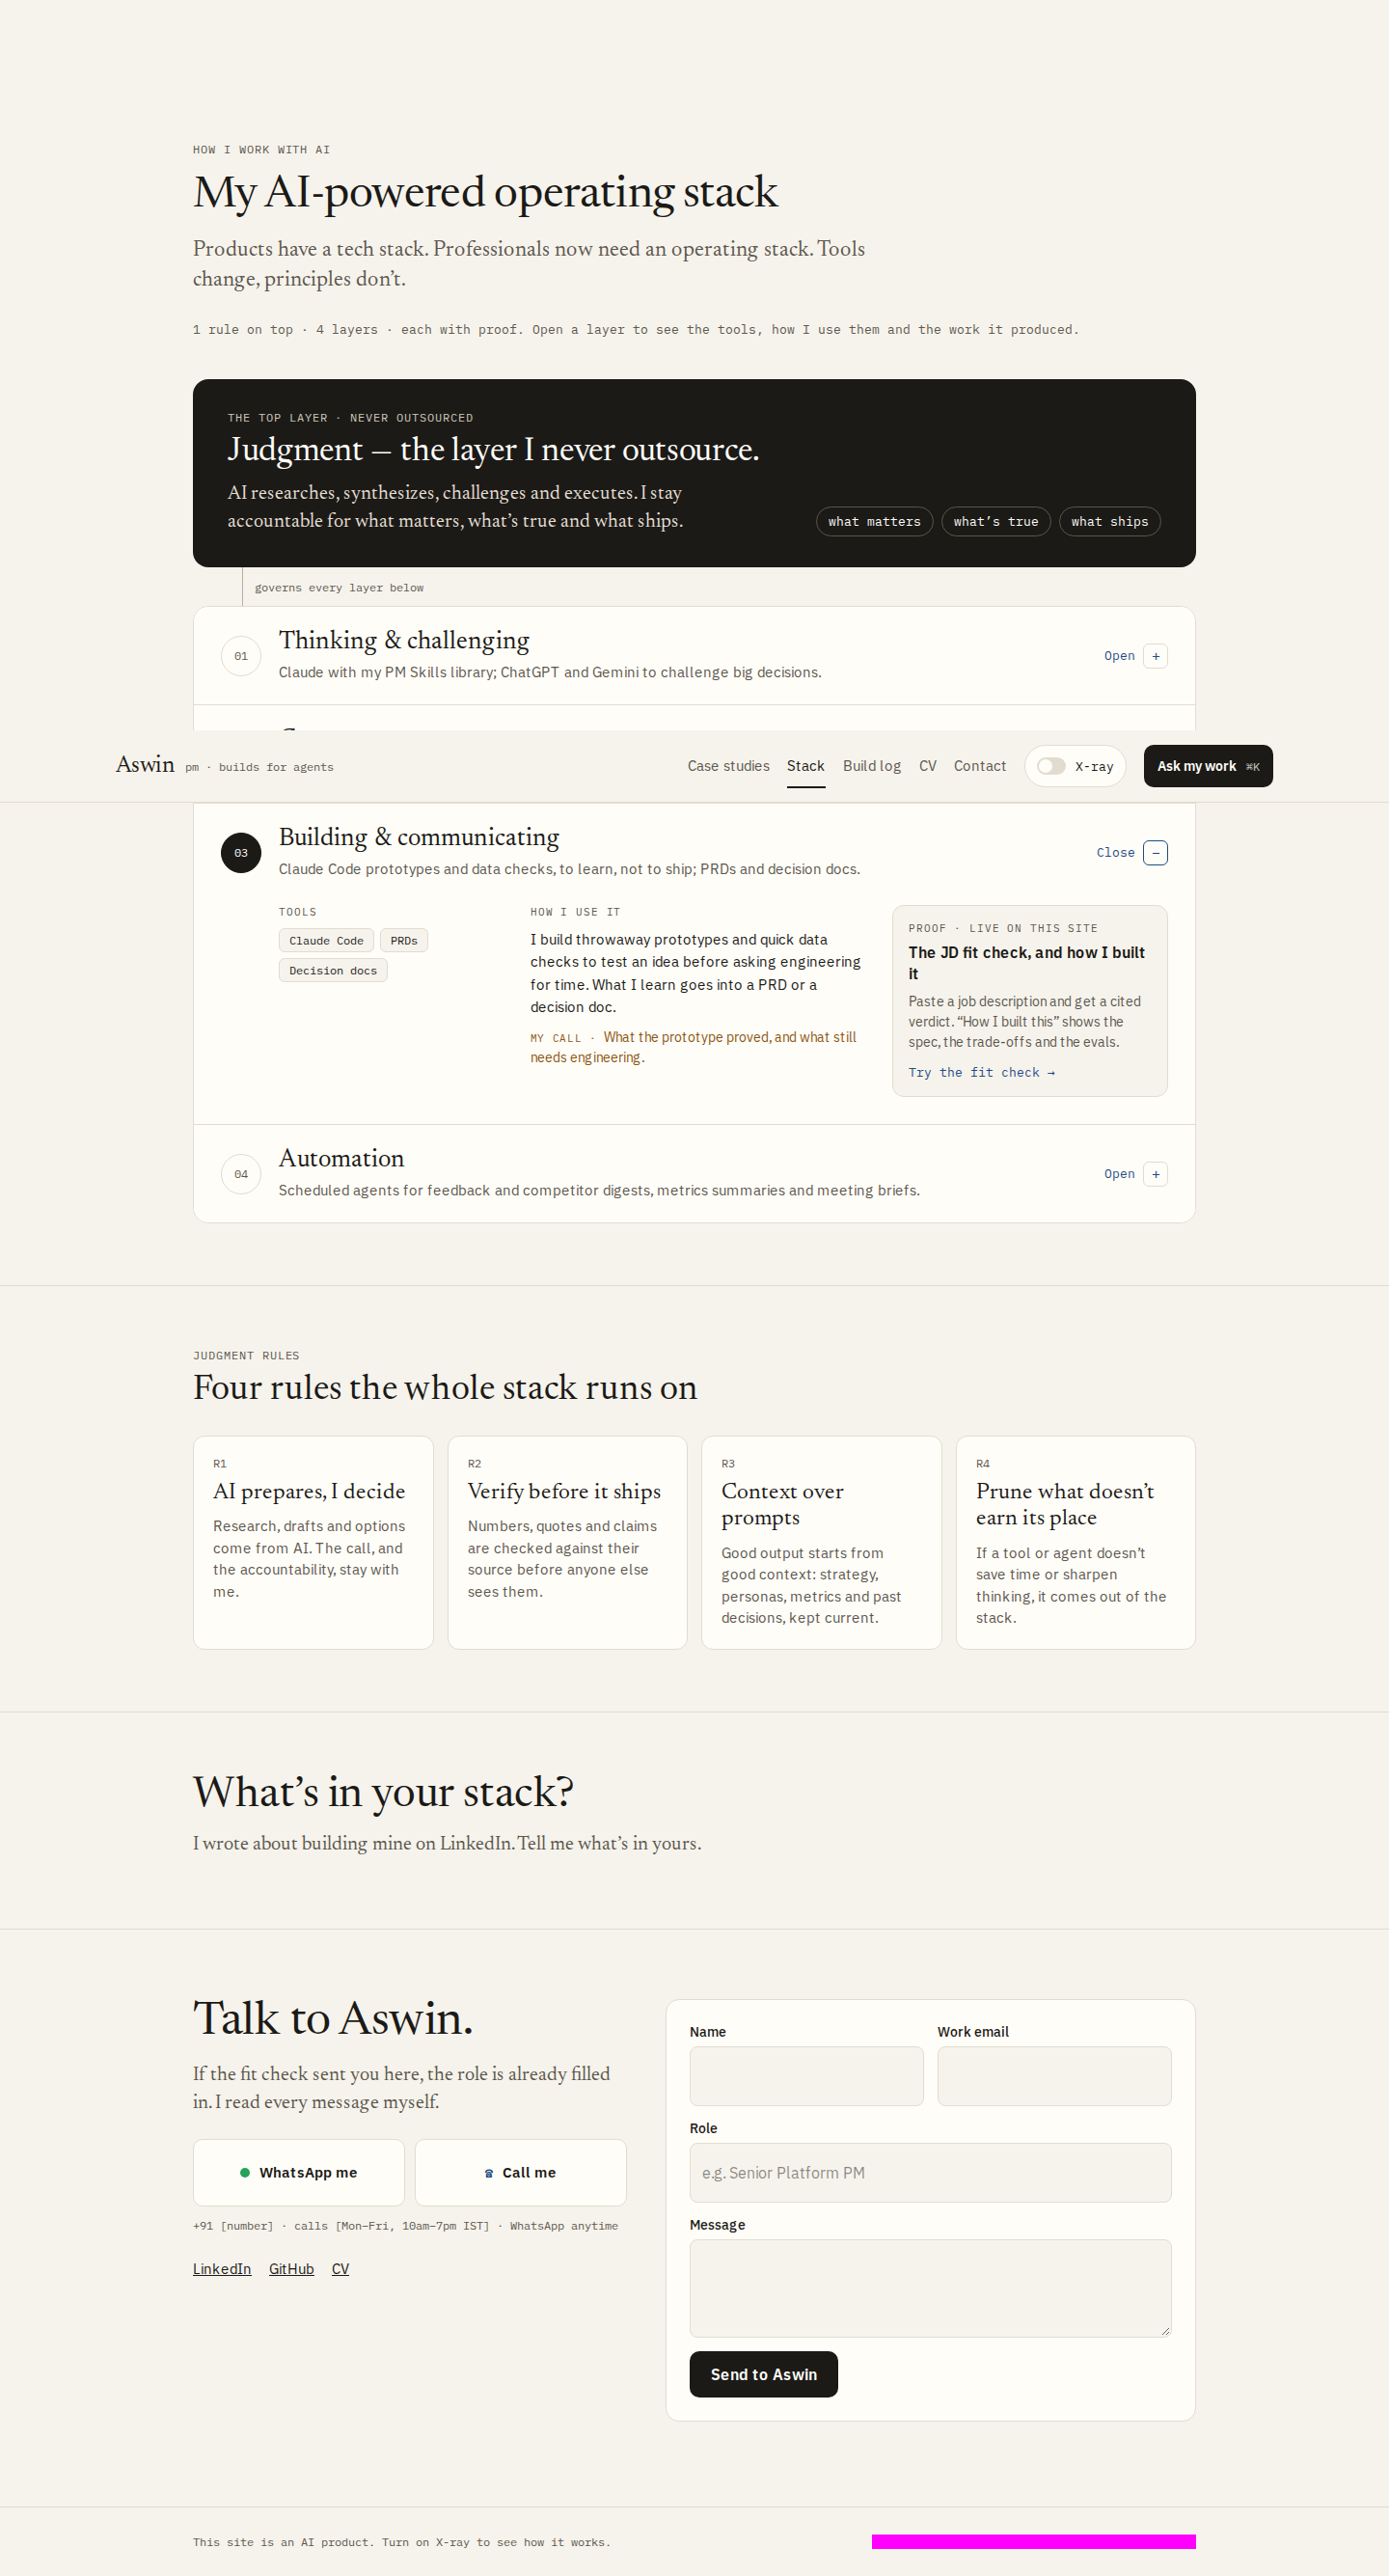 HOW I WORK WITH AI
My AI-powered operating stack
Products have a tech stack. Professionals now need an operating stack. Tools
change, principles don’t.
1 rule on top · 4 layers · each with proof. Open a layer to see the tools, how I use them and the work it produced.
THE TOP LAYER · NEVER OUTSOURCED
Judgment — the layer I never outsource.
AI researches, synthesizes, challenges and executes. I stay
accountable for what matters, what’s true and what ships.
what matters what’s true what ships
governs every layer below
01
Thinking & challenging
Claude with my PM Skills library; ChatGPT and Gemini to challenge big decisions.
Open +
Aswin pm · builds for agents
Case studies Stack Build log CV Contact X-ray Ask my work ⌘K
03
Building & communicating
Claude Code prototypes and data checks, to learn, not to ship; PRDs and decision docs.
Close −
TOOLS
Claude Code PRDs
Decision docs
HOW I USE IT
I build throwaway prototypes and quick data
checks to test an idea before asking engineering
for time. What I learn goes into a PRD or a
decision doc.
MY CALL · What the prototype proved, and what still
needs engineering.
PROOF · LIVE ON THIS SITE
The JD fit check, and how I built
it
Paste a job description and get a cited
verdict. “How I built this” shows the
spec, the trade-offs and the evals.
Try the fit check →
04
Automation
Scheduled agents for feedback and competitor digests, metrics summaries and meeting briefs.
Open +
JUDGMENT RULES
Four rules the whole stack runs on
R1
AI prepares, I decide
Research, drafts and options
come from AI. The call, and
the accountability, stay with
me.
R2
Verify before it ships
Numbers, quotes and claims
are checked against their
source before anyone else
sees them.
R3
Context over
prompts
Good output starts from
good context: strategy,
personas, metrics and past
decisions, kept current.
R4
Prune what doesn’t
earn its place
If a tool or agent doesn’t
save time or sharpen
thinking, it comes out of the
stack.
What’s in your stack?
I wrote about building mine on LinkedIn. Tell me what’s in yours.
Talk to Aswin.
If the fit check sent you here, the role is already filled
in. I read every message myself.
WhatsApp me
☎ Call me
+91 [number] · calls [Mon–Fri, 10am–7pm IST] · WhatsApp anytime
LinkedIn GitHub CV
Name Work email
Role
e.g. Senior Platform PM
Message
Send to Aswin
This site is an AI product. Turn on X-ray to see how it works.